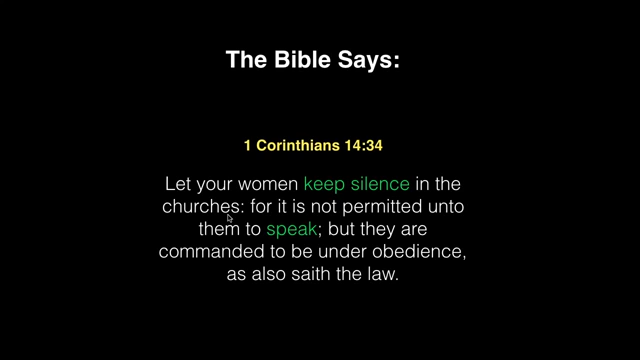 The Bible Says:
1 Corinthians 14:34
Let your women keep silence in the
churches: for it is not permitted unto
them to speak; but they are
commanded to be under obedience,
as also saith the law.